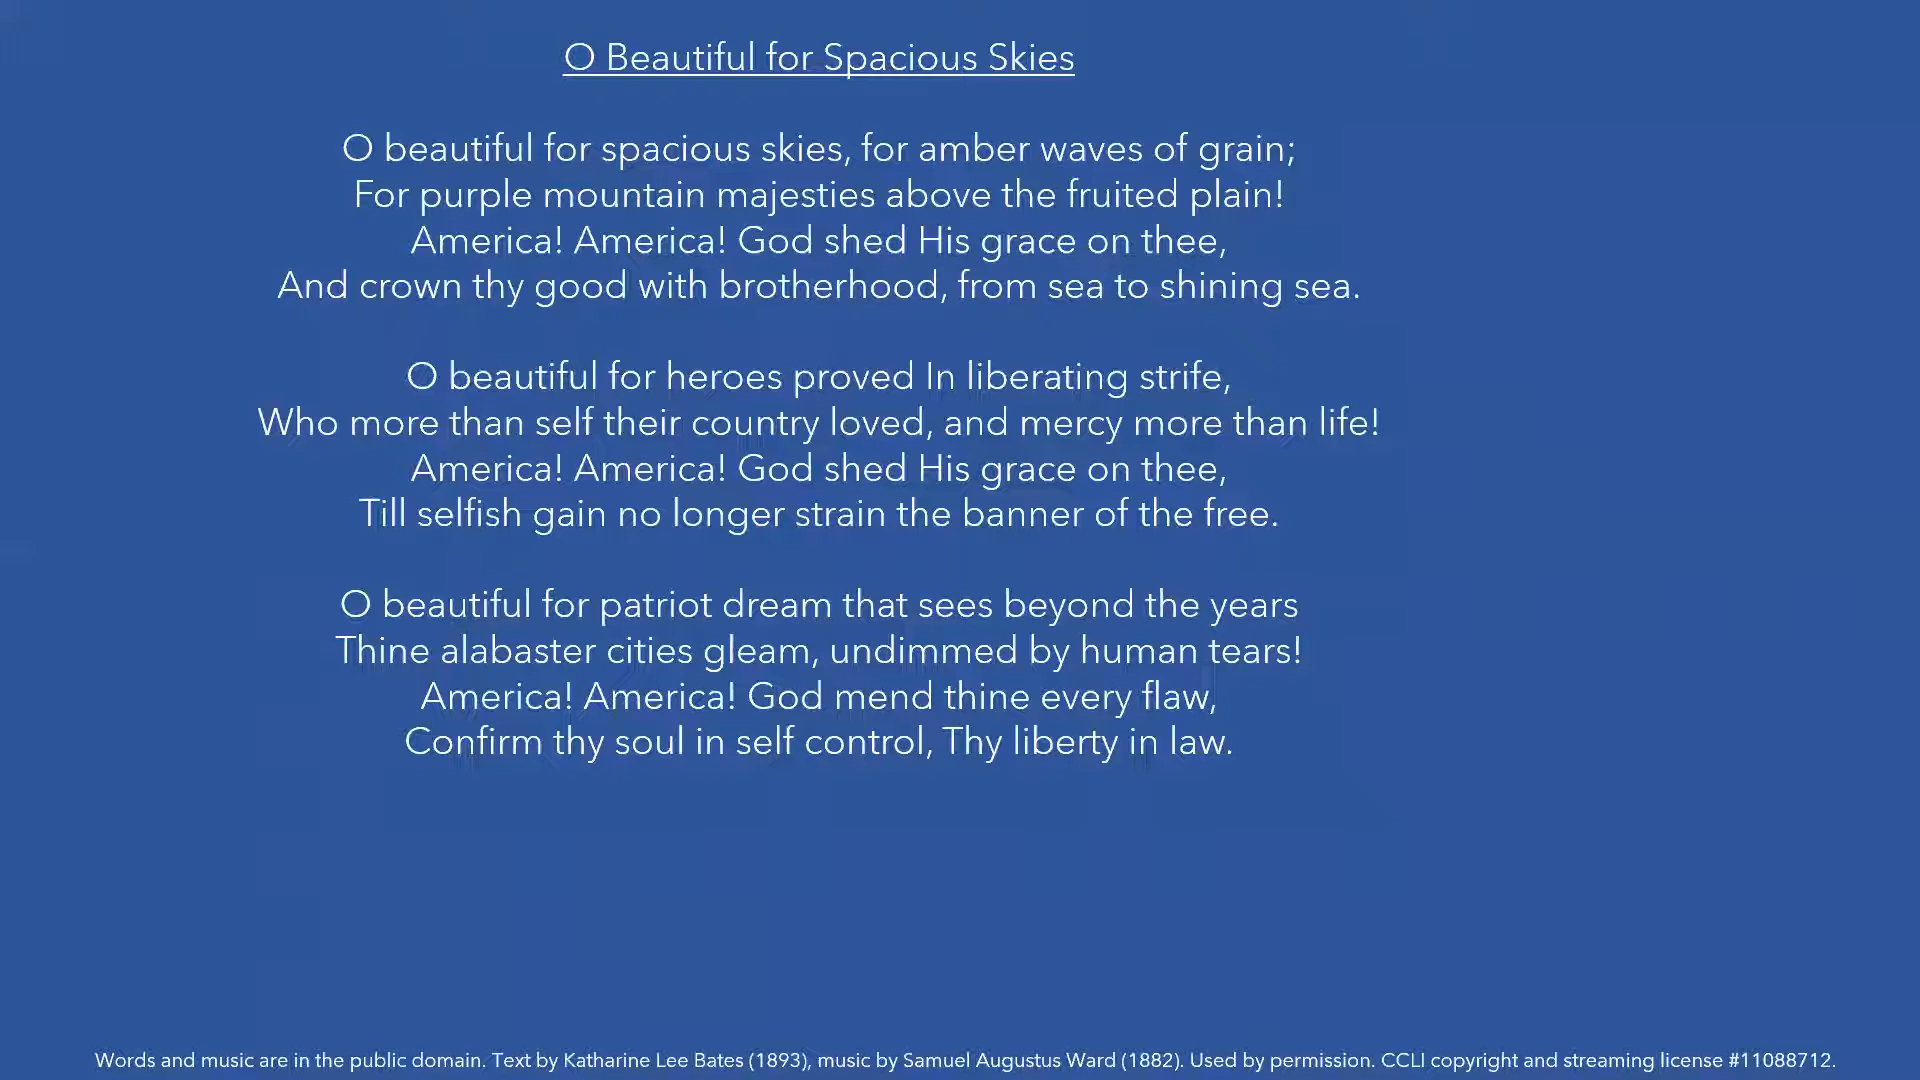 O Beautiful for Spacious Skies
O beautiful for spacious skies, for amber waves of grain;
For purple mountain majesties above the fruited plain!
America! America! God shed His grace on thee,
And crown thy good with brotherhood, from sea to shining sea.
O beautiful for heroes proved In liberating strife,
Who more than self their country loved, and mercy more than life!
America! America! God shed His grace on thee,
Till selfish gain no longer strain the banner of the free.
O beautiful for patriot dream that sees beyond the years
Thine alabaster cities gleam, undimmed by human tears!
America! America! God mend thine every flaw,
Confirm thy soul in self control, Thy liberty in law.
Words and music are in the public domain. Text by Katharine Lee Bates (1893), music by Samuel Augustus Ward (1882). Used by permission. CCLI copyright and streaming license #11088712.